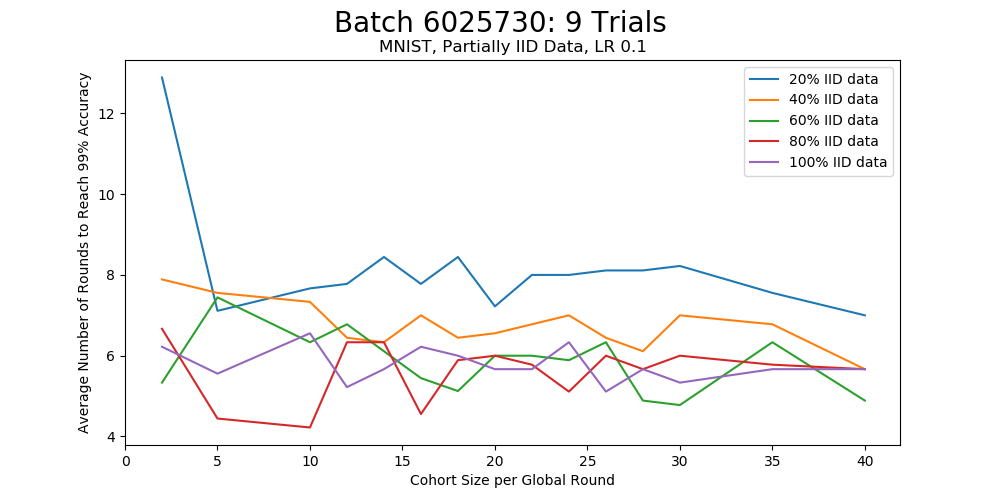 Batch 6025730: 9 Trials
MNIST, Partially IID Data, LR 0.1
Average Number of Rounds to Reach 99% Accuracy
12
10
8
6
4
20% IID data
40% IID data
60% IID data
80% IID data
100% IID data
0 5 10 15 20 25 30 35 40
Cohort Size per Global Round